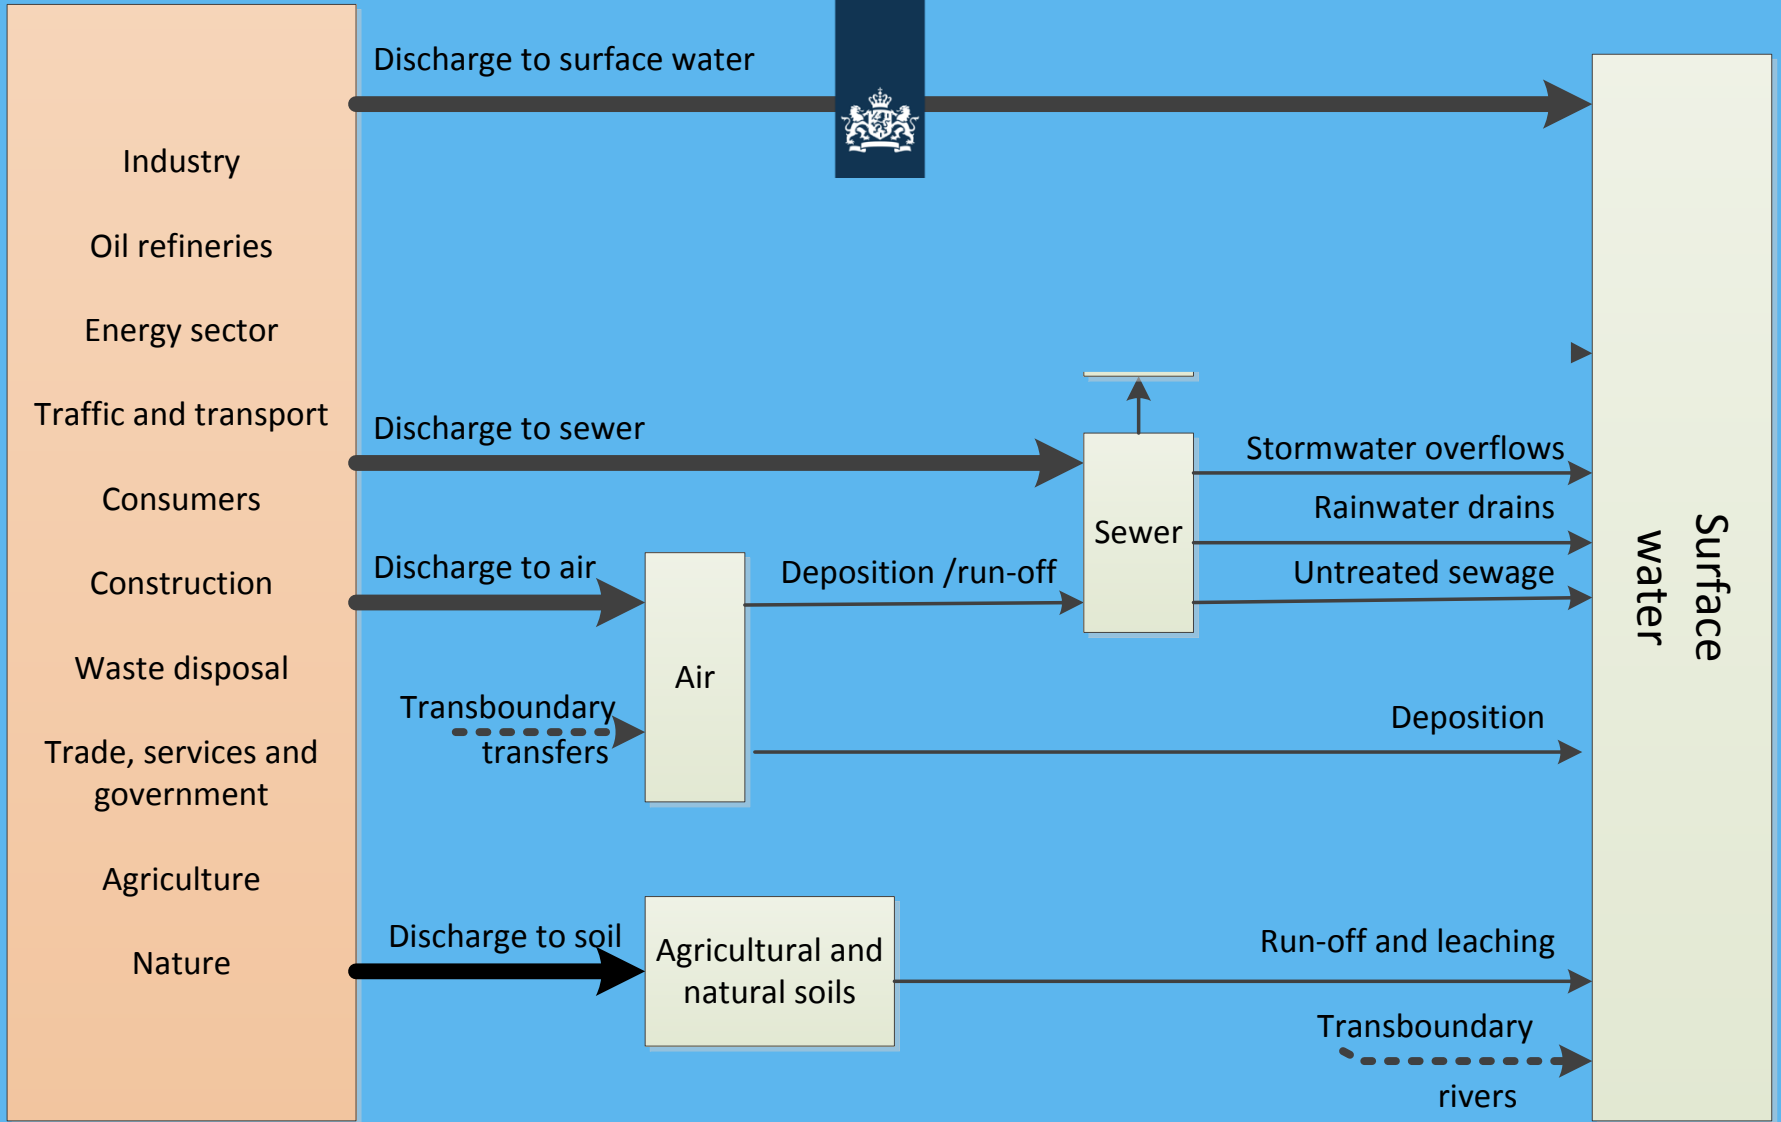 Discharge to surface water
Industry
Oil refineries
Energy sector
Traffic and transport
Consumers
Construction
Waste disposal
Trade, services and
government
Agriculture
Nature
Discharge to sewer
Discharge to air
Transboundary
transfers
Discharge to soil
Air
Deposition /run-off
Agricultural and
natural soils
Sewer
Stormwater overflows
Rainwater drains
Untreated sewage
Deposition
Run-off and leaching
Transboundary
rivers
Surface
water